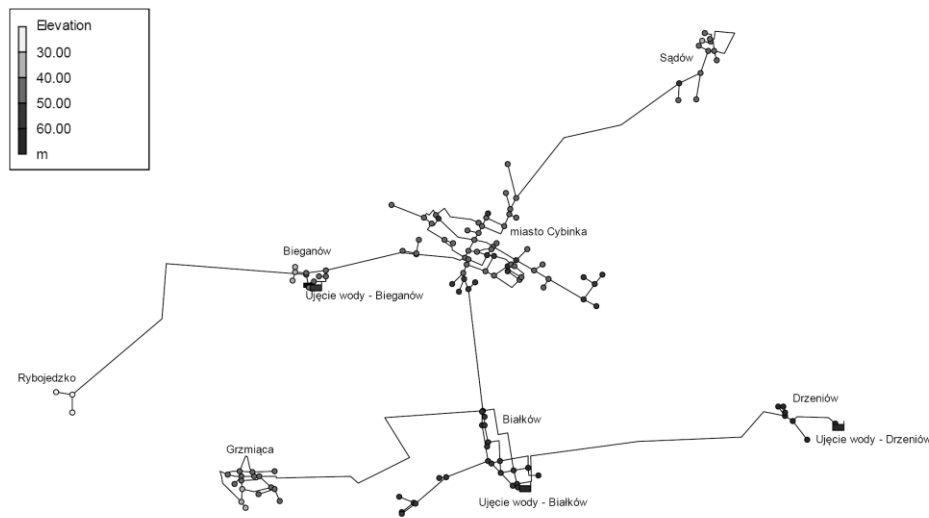 Elevation
30.00
40.00
50.00
60.00
m
Sądów
miasto Cybinka
Bieganów
Ujęcie wody - Bieganów
Rybojedzko
Drzeniów
Białków
Ujęcie wody - Drzeniów
Grzmiąca
Ujęcie wody - Białków